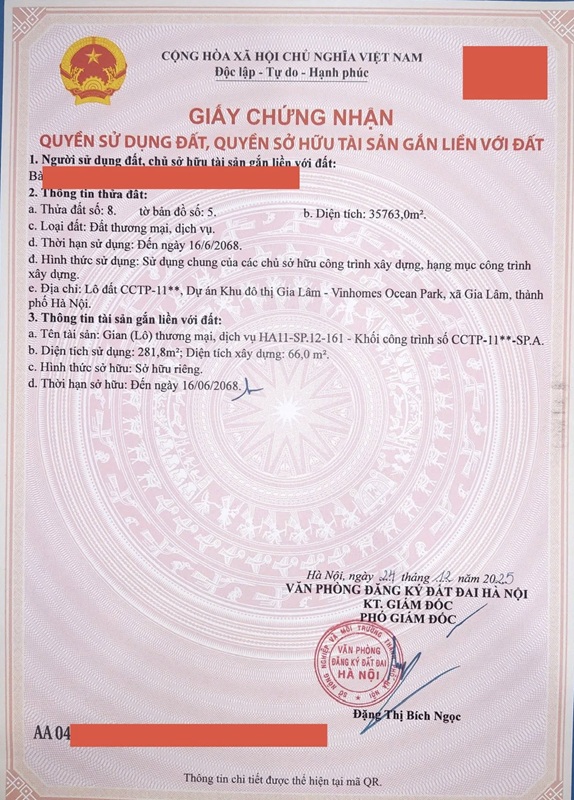 CỘNG HÒA XÃ HỘI CHỦ NGHĨA VIỆT NAM
Độc lập - Tự do - Hạnh phúc
GIẤY CHỨNG NHẬN
QUYỀN SỬ DỤNG ĐẤT, QUYỀN SỞ HỮU TÀI SẢN GẮN LIỀN VỚI ĐẤT
1. Người sử dụng đất, chủ sở hữu tài sản gắn liền với đất:
Bà
2. Thông tin thửa đất:
a. Thửa đất số: 8. tờ bản đồ số: 5. b. Diện tích: 35763,0m².
c. Loại đất: Đất thương mại, dịch vụ.
d. Thời hạn sử dụng: Đến ngày 16/6/2068.
đ. Hình thức sử dụng: Sử dụng chung của các chủ sở hữu công trình xây dựng, hạng mục công trình
xây dựng.
e. Địa chỉ: Lô đất CCTP-11**, Dự án Khu đô thị Gia Lâm - Vinhomes Ocean Park, xã Gia Lâm, thành
phố Hà Nội.
3. Thông tin tài sản gắn liền với đất:
a. Tên tài sản: Gian (Lô) thương mại, dịch vụ HA11-SP.12-161 - Khối công trình số CCTP-11**-SP.A.
b. Diện tích sử dụng: 281,8m²; Diện tích xây dựng: 66,0 m².
c. Hình thức sở hữu: Sở hữu riêng.
d. Thời hạn sở hữu: Đến ngày 16/06/2068.
Hà Nội, ngày 24 tháng 12 năm 2025
VĂN PHÒNG ĐĂNG KÝ ĐẤT ĐAI HÀ NỘI
KT. GIÁM ĐỐC
PHÓ GIÁM ĐỐC
SỞ NÔNG NGHIỆP VÀ MÔI TRƯỜNG THÀNH PHỐ HÀ NỘI
VĂN PHÒNG
ĐĂNG KÝ ĐẤT ĐAI
HÀ NỘI
Đặng Thị Bích Ngọc
AA 04
Thông tin chi tiết được thể hiện tại mã QR.